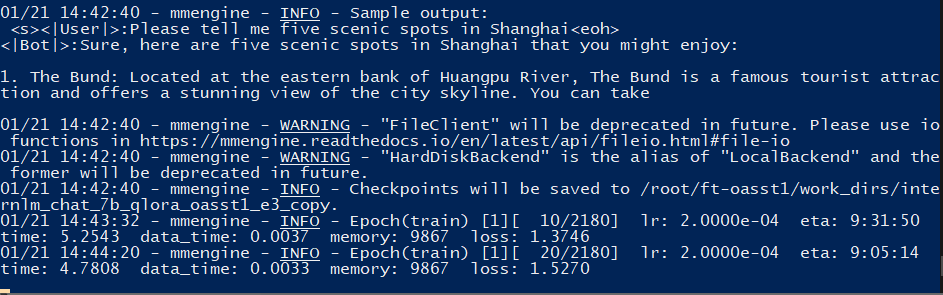 01/21 14:42:40 - mmengine - INFO - Sample output:
<s><|User|>:Please tell me five scenic spots in Shanghai<eoh>
<|Bot|>:Sure, here are five scenic spots in Shanghai that you might enjoy:
1. The Bund: Located at the eastern bank of Huangpu River, The Bund is a famous tourist attrac
tion and offers a stunning view of the city skyline. You can take
01/21 14:42:40 - mmengine - WARNING - "FileClient" will be deprecated in future. Please use io
functions in https://mmengine.readthedocs.io/en/latest/api/fileio.html#file-io
01/21 14:42:40 - mmengine - WARNING - "HardDiskBackend" is the alias of "LocalBackend" and the
former will be deprecated in future.
01/21 14:42:40 - mmengine - INFO - Checkpoints will be saved to /root/ft-oasst1/work_dirs/inte
rnlm_chat_7b_qlora_oasst1_e3_copy.
01/21 14:43:32 - mmengine - INFO - Epoch(train) [1][  10/2180]  lr: 2.0000e-04  eta: 9:31:50
time: 5.2543  data_time: 0.0037  memory: 9867  loss: 1.3746
01/21 14:44:20 - mmengine - INFO - Epoch(train) [1][  20/2180]  lr: 2.0000e-04  eta: 9:05:14
time: 4.7808  data_time: 0.0033  memory: 9867  loss: 1.5270